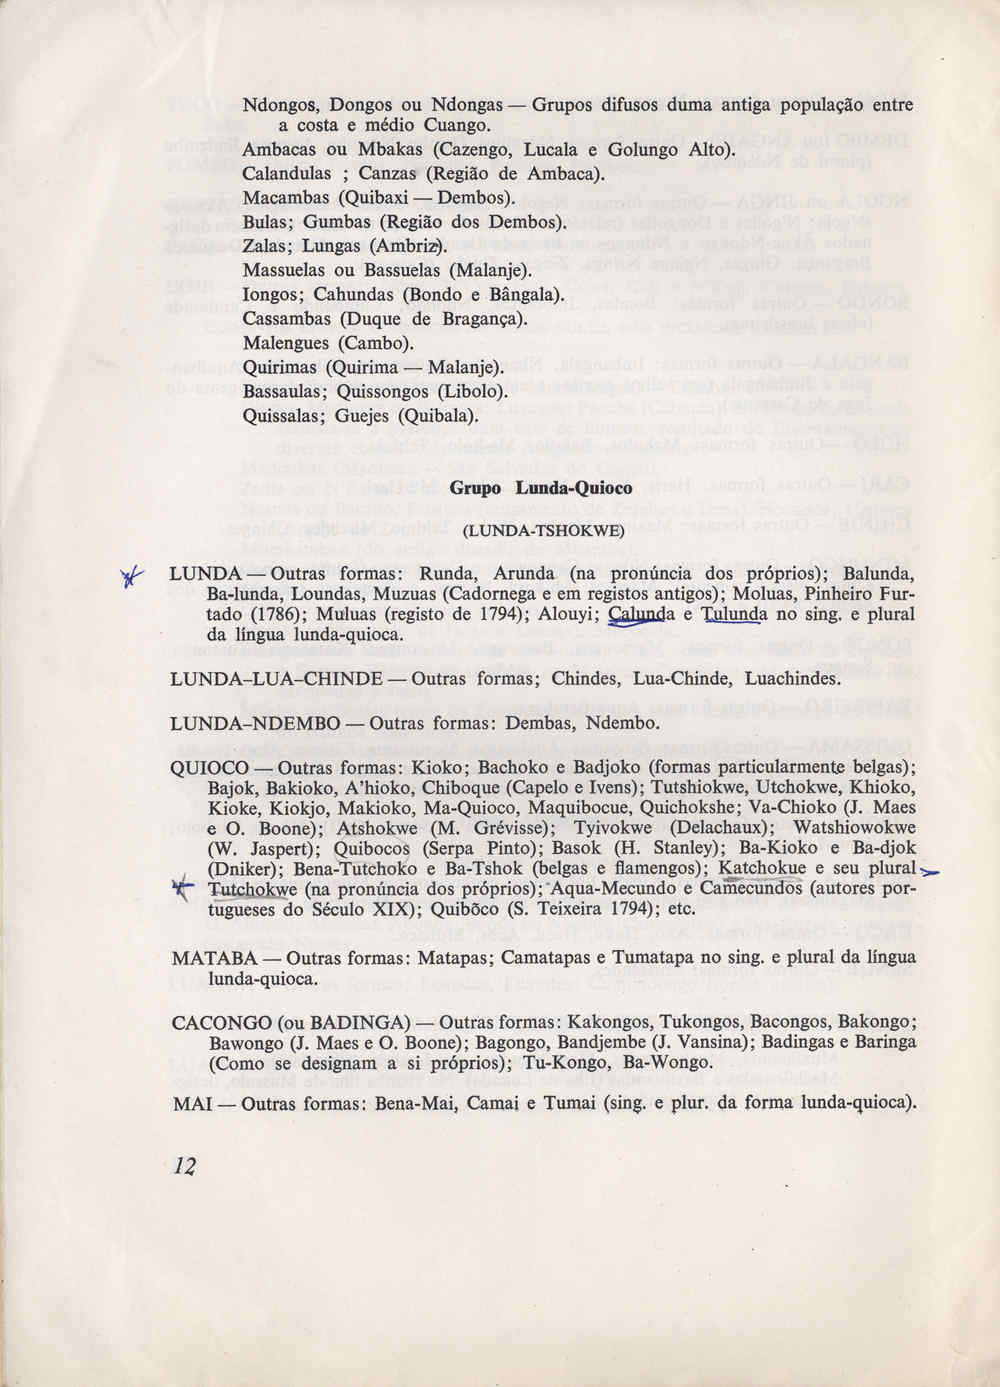 Ndongos, Dongos ou Ndongas — Grupos difusos duma antiga população entre
a costa e médio Cuango.
Ambacas ou Mbakas (Cazengo, Lucala e Golungo Alto).
Calandulas ; Canzas (Região de Ambaca).
Macambas (Quibaxi — Dembos).
Bulas; Gumbas (Região dos Dembos).
Zalas; Lungas (Ambriz).
Massuelas ou Bassuelas (Malanje).
Iongos; Cahundas (Bondo e Bângala).
Cassambas (Duque de Bragança).
Malengues (Cambo).
Quirimas (Quirima — Malanje).
Bassaulas; Quissongos (Libolo).
Quissalas; Guejes (Quibala).
Grupo Lunda-Quioco
(LUNDA-TSHOKWE)
LUNDA — Outras formas: Runda, Arunda (na pronúncia dos próprios); Balunda,
Ba-lunda, Loundas, Muzuas (Cadornega e em registos antigos); Moluas, Pinheiro Fur-
tado (1786); Muluas (registo de 1794); Alouyi; Calunda e Tulunda no sing. e plural
da língua lunda-quioca.
LUNDA–LUA–CHINDE — Outras formas; Chindes, Lua-Chinde, Luachindes.
LUNDA–NDEMBO — Outras formas: Dembas, Ndembo.
QUIOCO — Outras formas: Kioko; Bachoko e Badjoko (formas particularmente belgas);
Bajok, Bakioko, A'hioko, Chiboque (Capelo e Ivens); Tutshiokwe, Utchokwe, Khioko,
Kioke, Kiokjo, Makioko, Ma-Quioco, Maquibocue, Quichokshe; Va-Chioko (J. Maes
e O. Boone); Atshokwe (M. Grévisse); Tyivokwe (Delachaux); Watshiowokwe
(W. Jaspert); Quibocos (Serpa Pinto); Basok (H. Stanley); Ba-Kioko e Ba-djok
(Dniker); Bena-Tutchoko e Ba-Tshok (belgas e flamengos); Katchokue e seu plural
Tutchokwe (na pronúncia dos próprios); Aqua-Mecundo e Camecundos (autores por-
tugueses do Século XIX); Quibõco (S. Teixeira 1794); etc.
MATABA — Outras formas: Matapas; Camatapas e Tumatapa no sing. e plural da língua
lunda-quioca.
CACONGO (ou BADINGA) — Outras formas: Kakongos, Tukongos, Bacongos, Bakongo;
Bawongo (J. Maes e O. Boone); Bagongo, Bandjembe (J. Vansina); Badingas e Baringa
(Como se designam a si próprios); Tu-Kongo, Ba-Wongo.
MAI — Outras formas: Bena-Mai, Camai e Tumai (sing. e plur. da forma lunda-quioca).
12